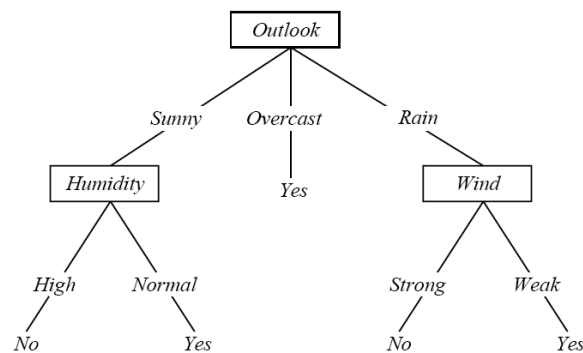 Outlook
Sunny Overcast Rain
Humidity Yes Wind
High Normal Strong Weak
No Yes No Yes